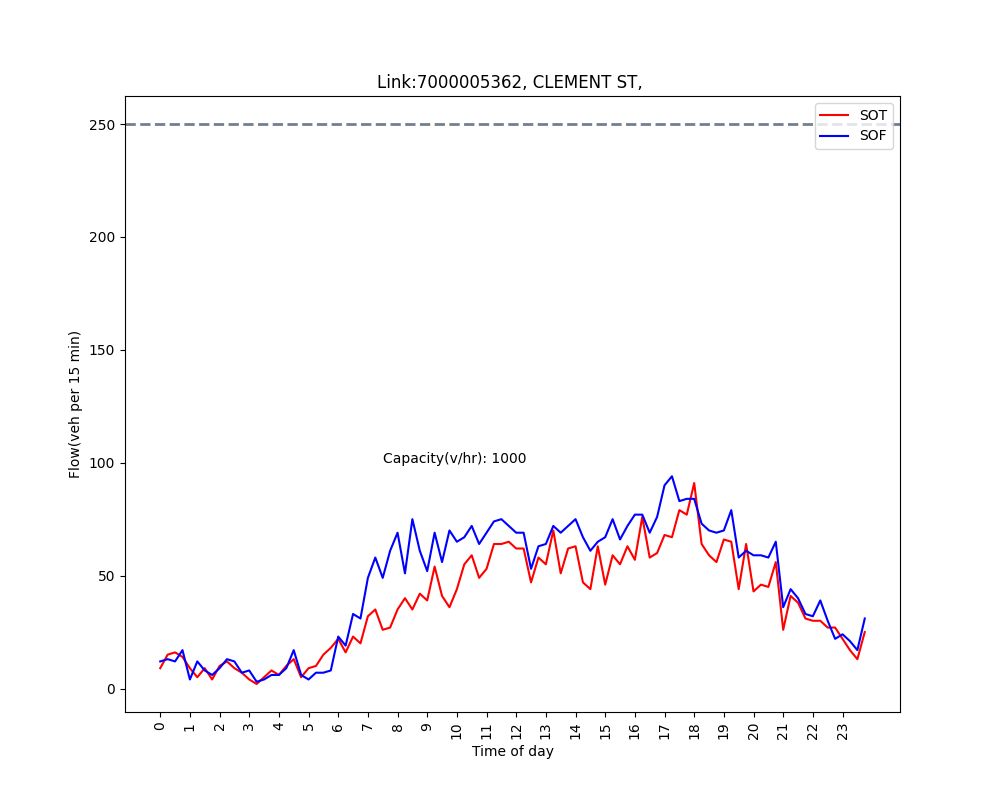 Link:7000005362, CLEMENT ST,
SOT
SOF
Flow(veh per 15 min)
250
200
150
100
50
0
Capacity(v/hr): 1000
0 1 2 3 4 5 6 7 8 9 10 11 12 13 14 15 16 17 18 19 20 21 22 23
Time of day